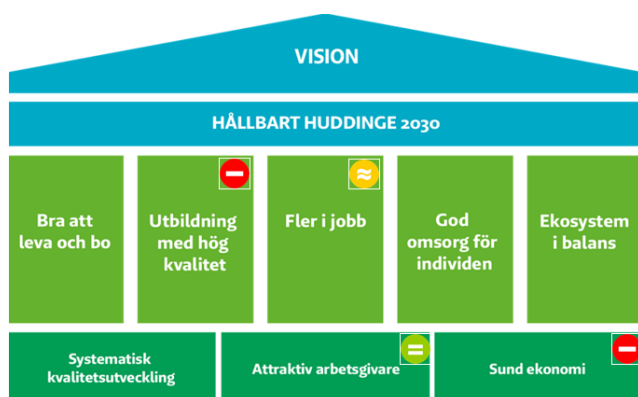 VISION
HÅLLBART HUDDINGE 2030
Bra att
leva och bo
Utbildning
med hög
kvalitet
Fler i jobb
God
omsorg för
individen
Ekosystem
i balans
Systematisk
kvalitetsutveckling
Attraktiv arbetsgivare
Sund ekonomi